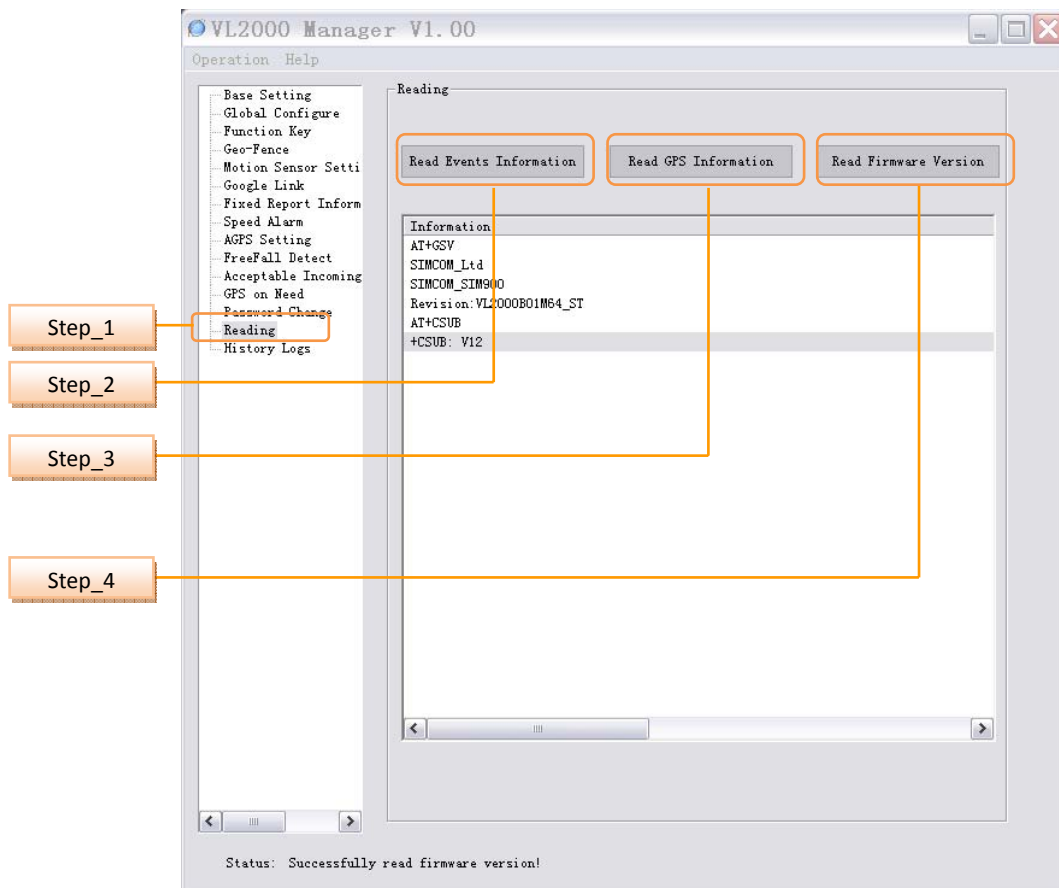 VL2000 Manager V1.00
Operation Help
Base Setting
Global Configure
Function Key
Geo-Fence
Motion Sensor Setti
Google Link
Fixed Report Inform
Speed Alarm
AGPS Setting
FreeFall Detect
Acceptable Incoming
GPS on Need
Password Change
Reading
History Logs
Reading
Read Events Information Read GPS Information Read Firmware Version
Information
AT+GSV
SIMCOM_Ltd
SIMCOM_SIM900
Revision:VL2000B01M64_ST
AT+CSUB
+CSUB: V12
Step_1
Step_2
Step_3
Step_4
Status: Successfully read firmware version!